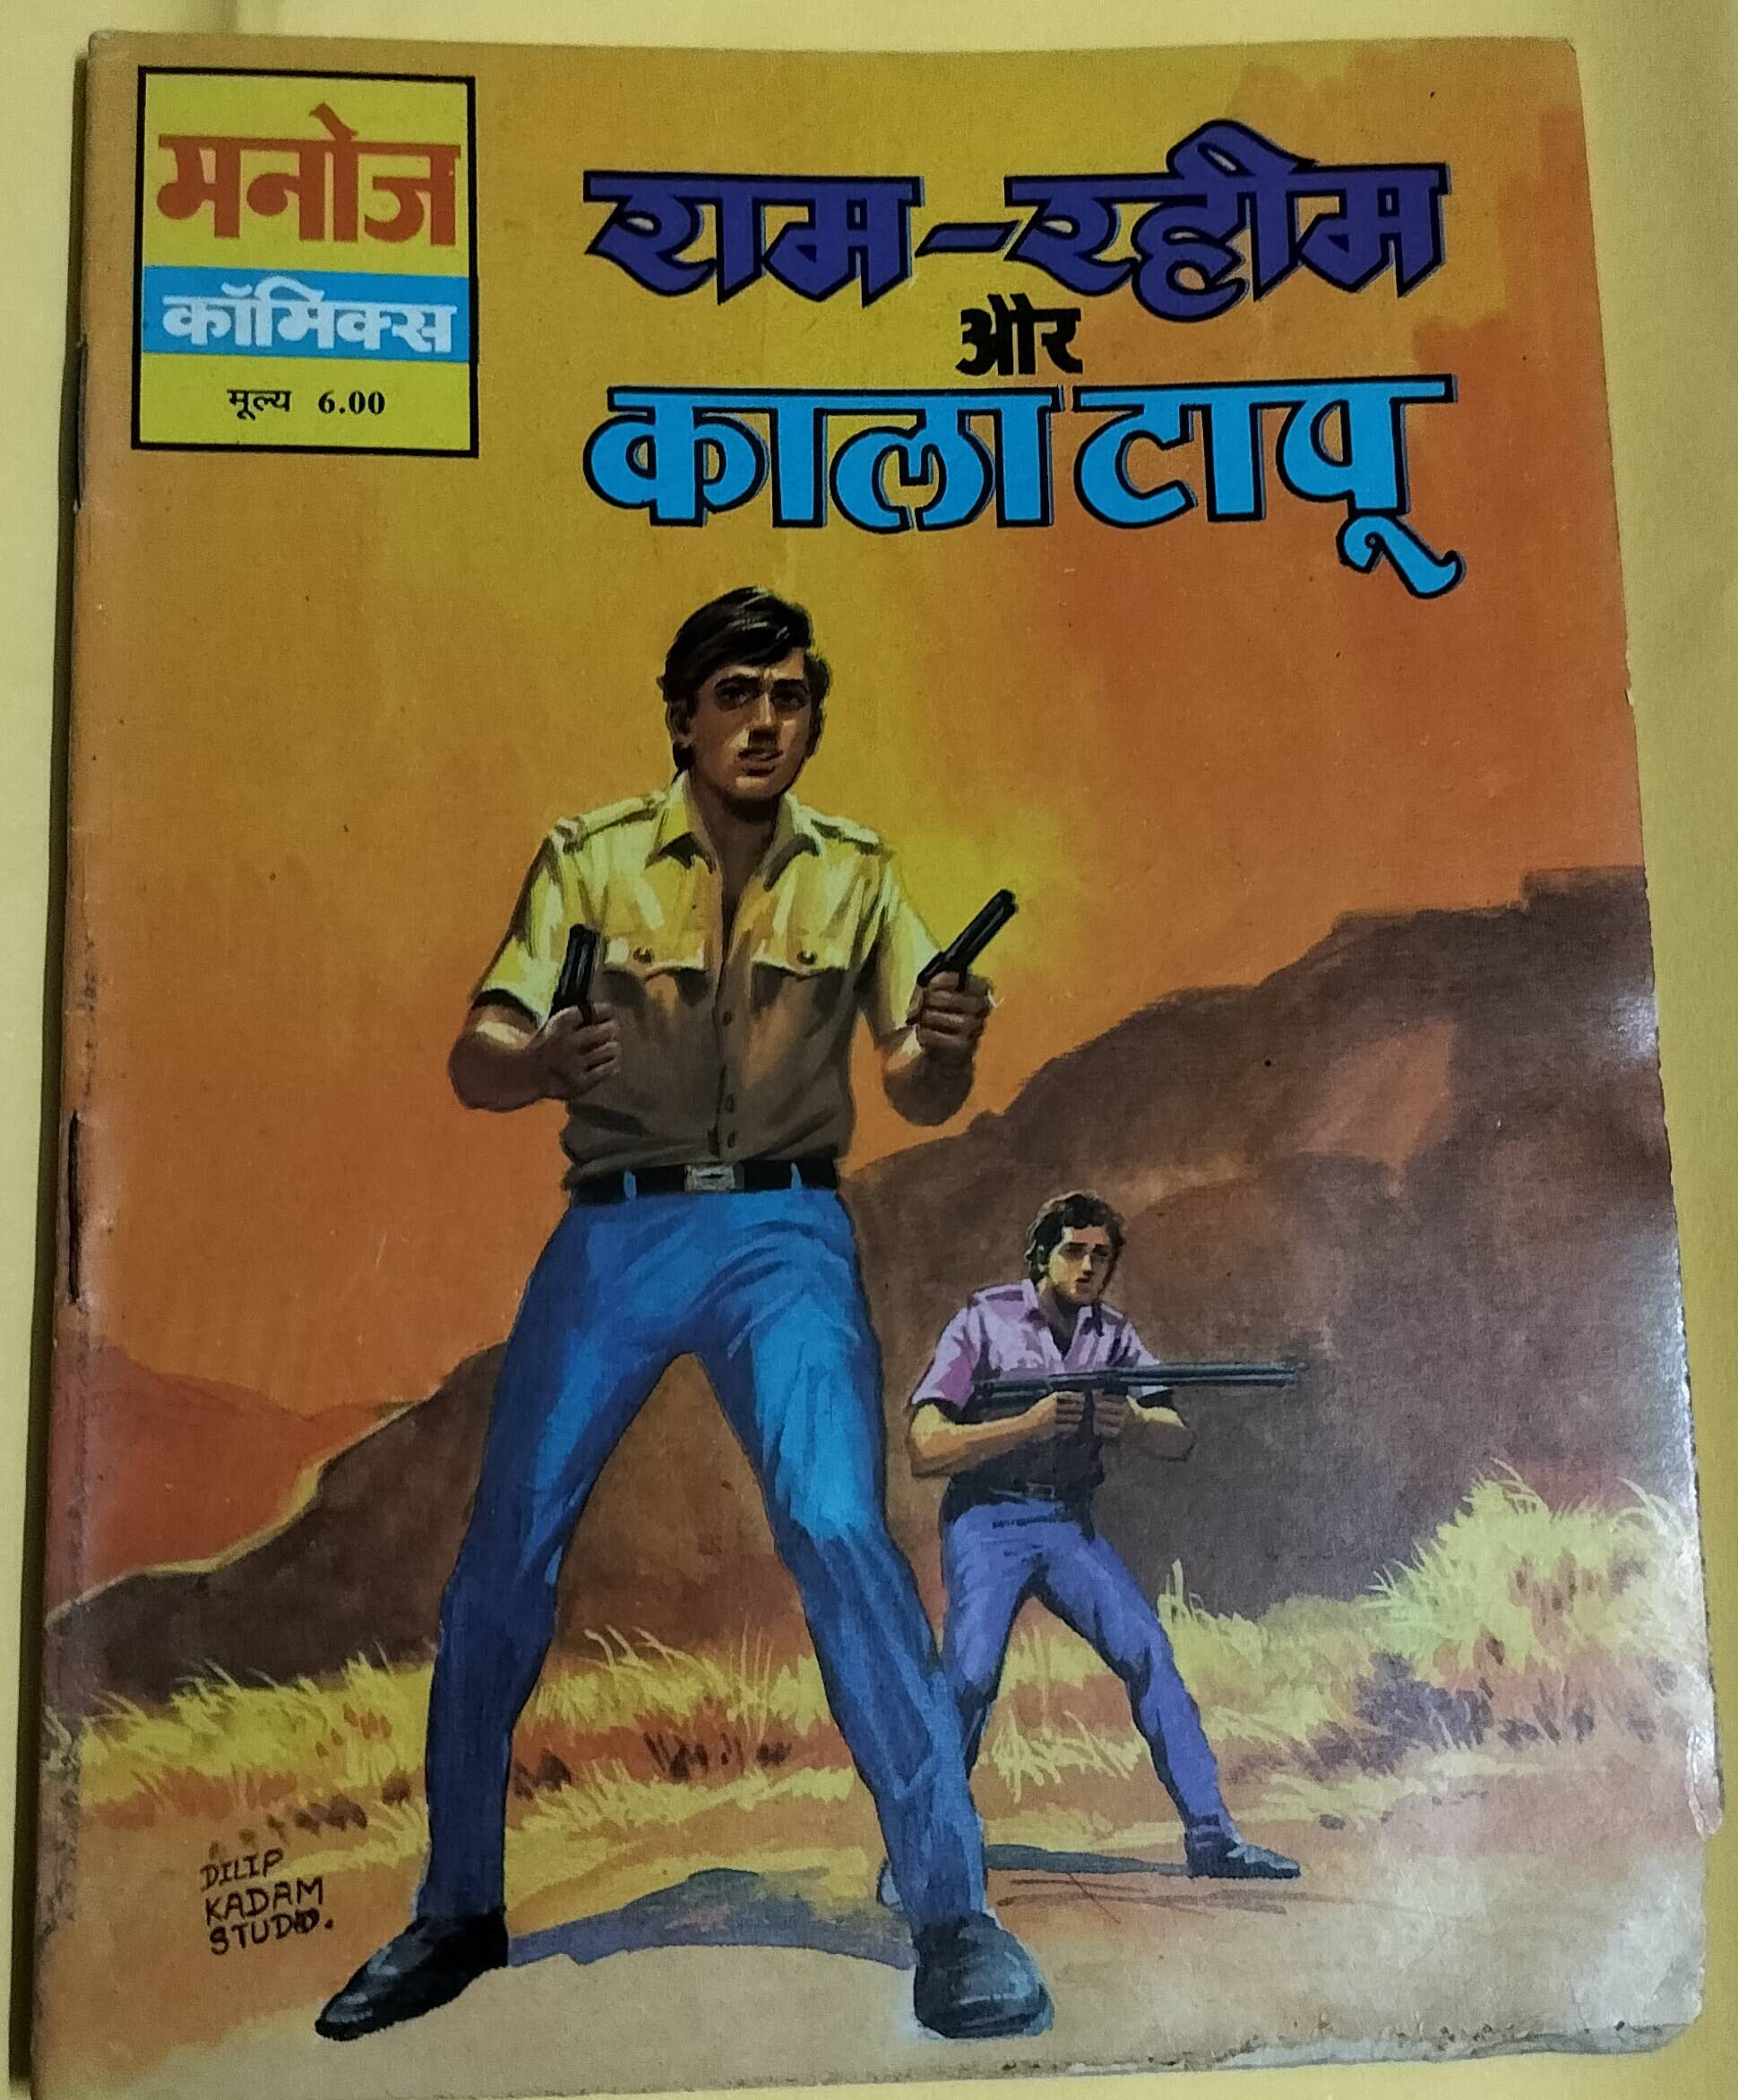 मनोज
कॉमिक्स
मूल्य 6.00
राम-रहीम
और
काला टापू
DILIP
KADAM
STUDIO.